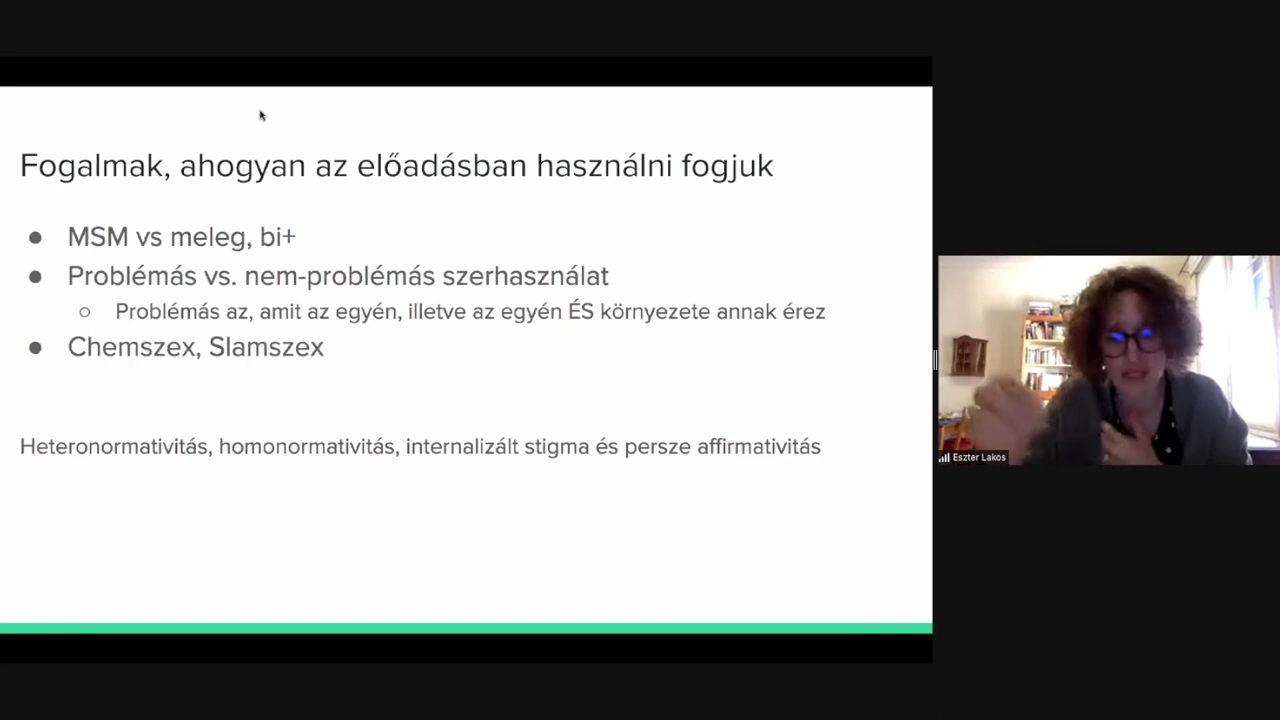 Fogalmak, ahogyan az előadásban használni fogjuk
MSM vs meleg, bi+
Problémás vs. nem-problémás szerhasználat
Problémás az, amit az egyén, illetve az egyén ÉS környezete annak érez
Chemszex, Slamszex
Heteronormativitás, homonormativitás, internalizált stigma és persze affirmativitás
Eszter Lakos